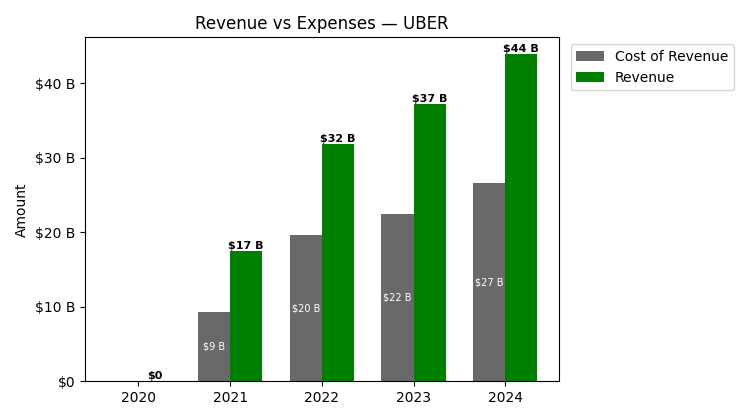 Revenue vs Expenses — UBER
Cost of Revenue
Revenue
Amount
$40 B
$30 B
$20 B
$10 B
$0
$0
$9 B
$17 B
$20 B
$32 B
$22 B
$37 B
$27 B
$44 B
2020
2021
2022
2023
2024